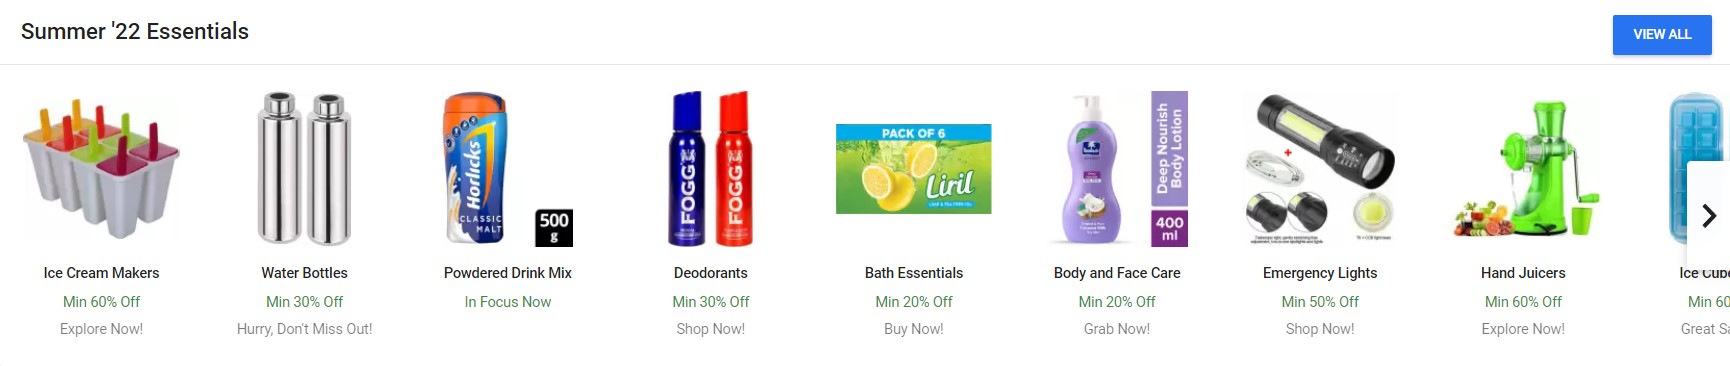 Summer '22 Essentials
VIEW ALL
Horlicks
CLASSIC
MALT
500
g
FOGG
FOGG
PACK OF 6
Liril
Deep Nourish
Body Lotion
400
ml
Ice Cream Makers
Min 60% Off
Explore Now!
Water Bottles
Min 30% Off
Hurry, Don't Miss Out!
Powdered Drink Mix
In Focus Now
Deodorants
Min 30% Off
Shop Now!
Bath Essentials
Min 20% Off
Buy Now!
Body and Face Care
Min 20% Off
Grab Now!
Emergency Lights
Min 50% Off
Shop Now!
Hand Juicers
Min 60% Off
Explore Now!
Ice
Min 60
Great